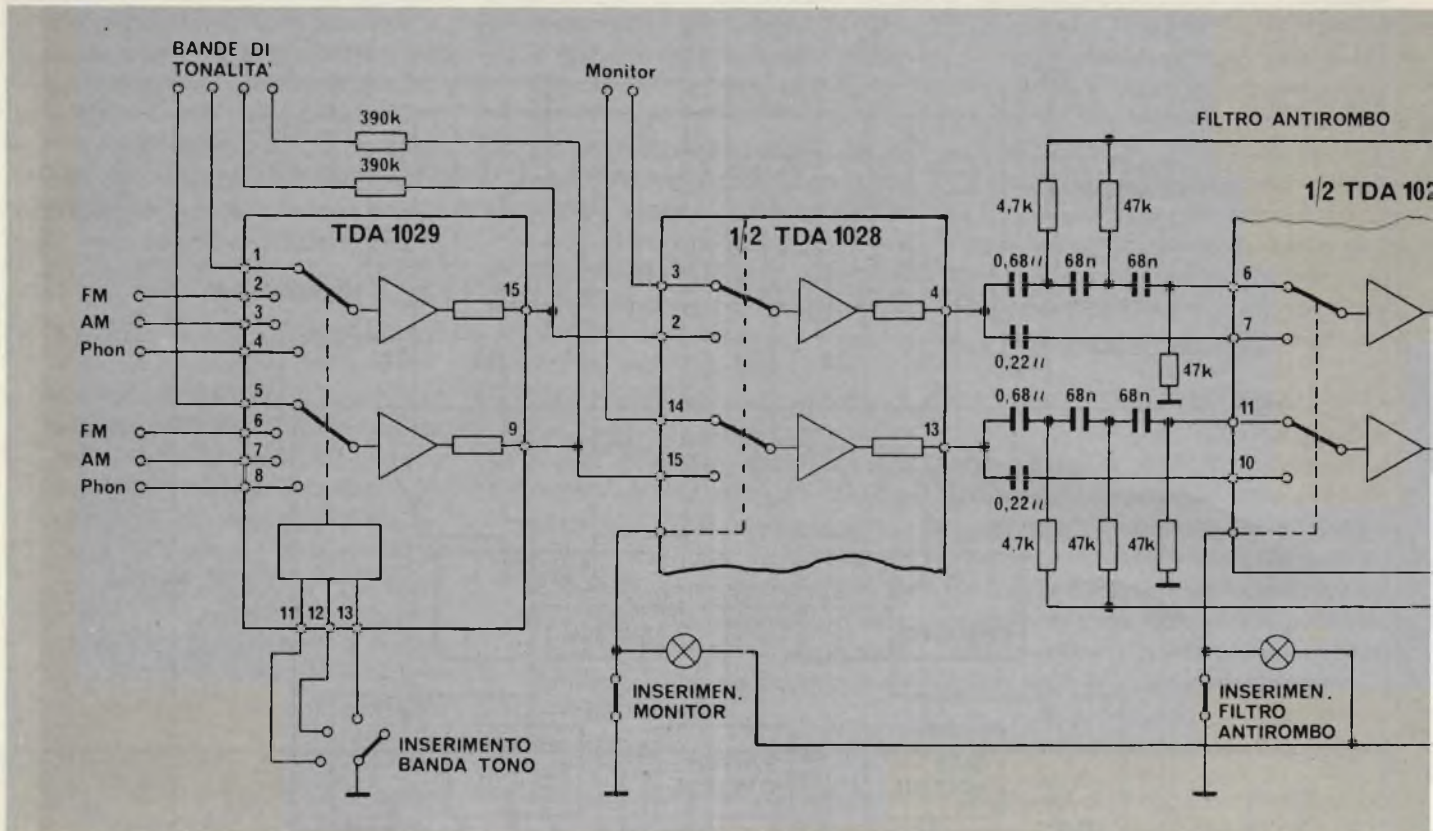 BANDE DI
TONALITA'
Monitor
390k
390k
FILTRO ANTIROMBO
4,7k
47k
1/2 TDA 102
TDA 1029
1/2 TDA 1028
1
2
3
4
5
6
7
8
FM
AM
Phon
FM
AM
Phon
15
9
11
12
13
3
2
14
15
4
13
0,68µ
68n
68n
0,22µ
47k
0,68µ
68n
68n
0,22µ
4,7k
47k
47k
6
7
11
10
INSERIMENTO
BANDA TONO
INSERIMEN.
MONITOR
INSERIMEN.
FILTRO
ANTIROMBO